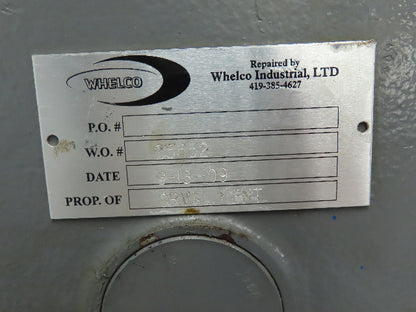 WHELCO
Repaired by
Whelco Industrial, LTD
419-385-4627
P.O. #
W.O. #
DATE
PROP. OF